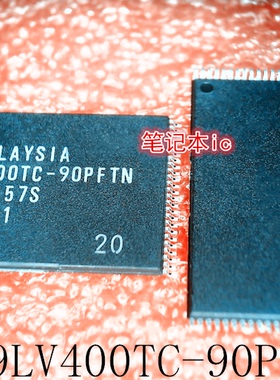 LAYSIA
00TC-90PFTN
57S
1
20
笔记本ic
9LV400TC-90P